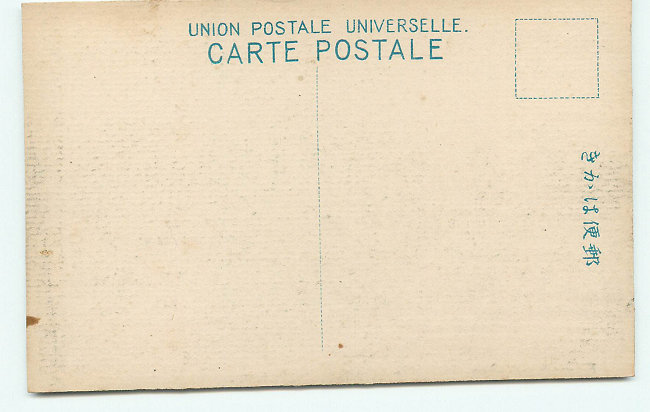 UNION POSTALE UNIVERSELLE.
CARTE POSTALE
郵便はかき